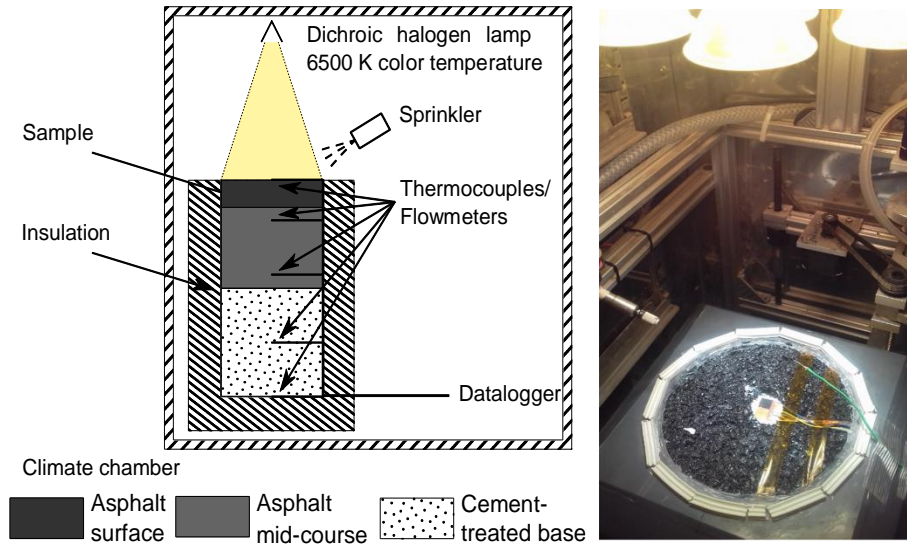 Dichroic halogen lamp
6500 K color temperature
Sprinkler
Sample
Thermocouples/
Flowmeters
Insulation
Datalogger
Climate chamber
Asphalt
surface
Asphalt
mid-course
Cement-
treated base